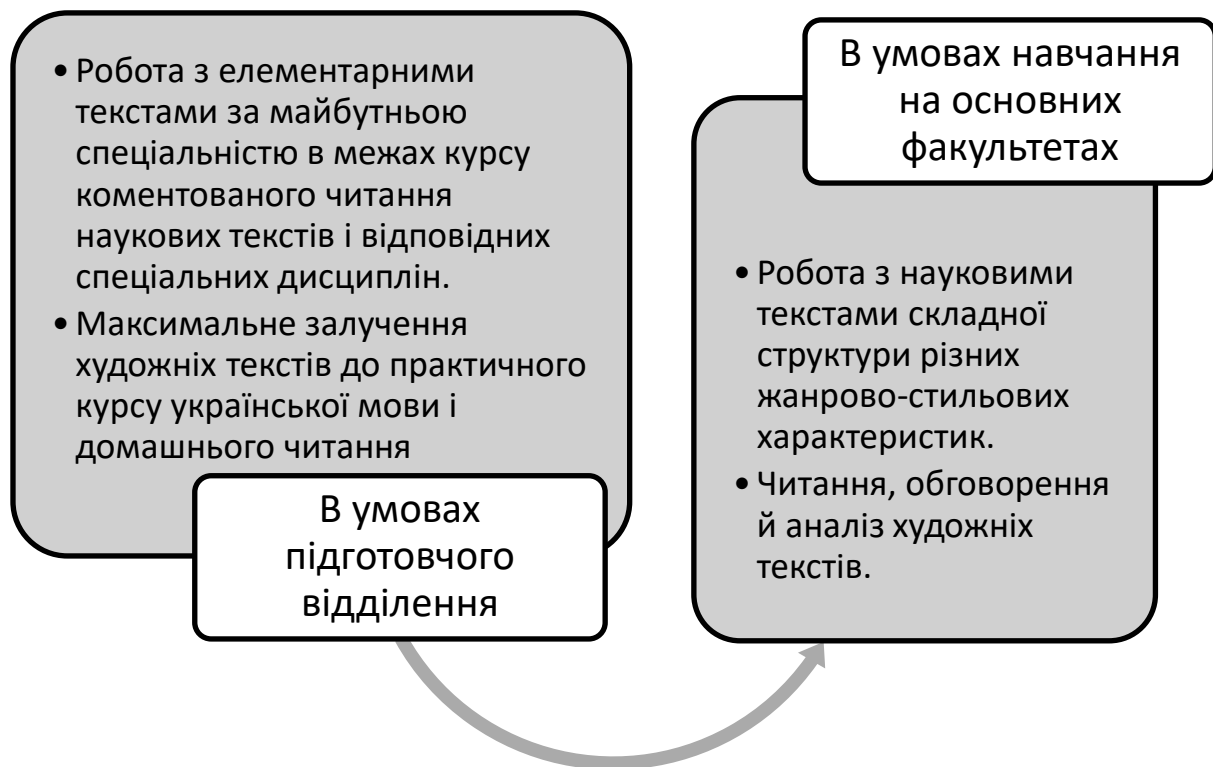 • Робота з елементарними
текстами за майбутньою
спеціальністю в межах курсу
коментованого читання
наукових текстів і відповідних
спеціальних дисциплін.
• Максимальне залучення
художніх текстів до практичного
курсу української мови і
домашнього читання
В умовах
підготовчого
відділення
В умовах навчання
на основних
факультетах
• Робота з науковими
текстами складної
структури різних
жанрово-стильових
характеристик.
• Читання, обговорення
й аналіз художніх
текстів.